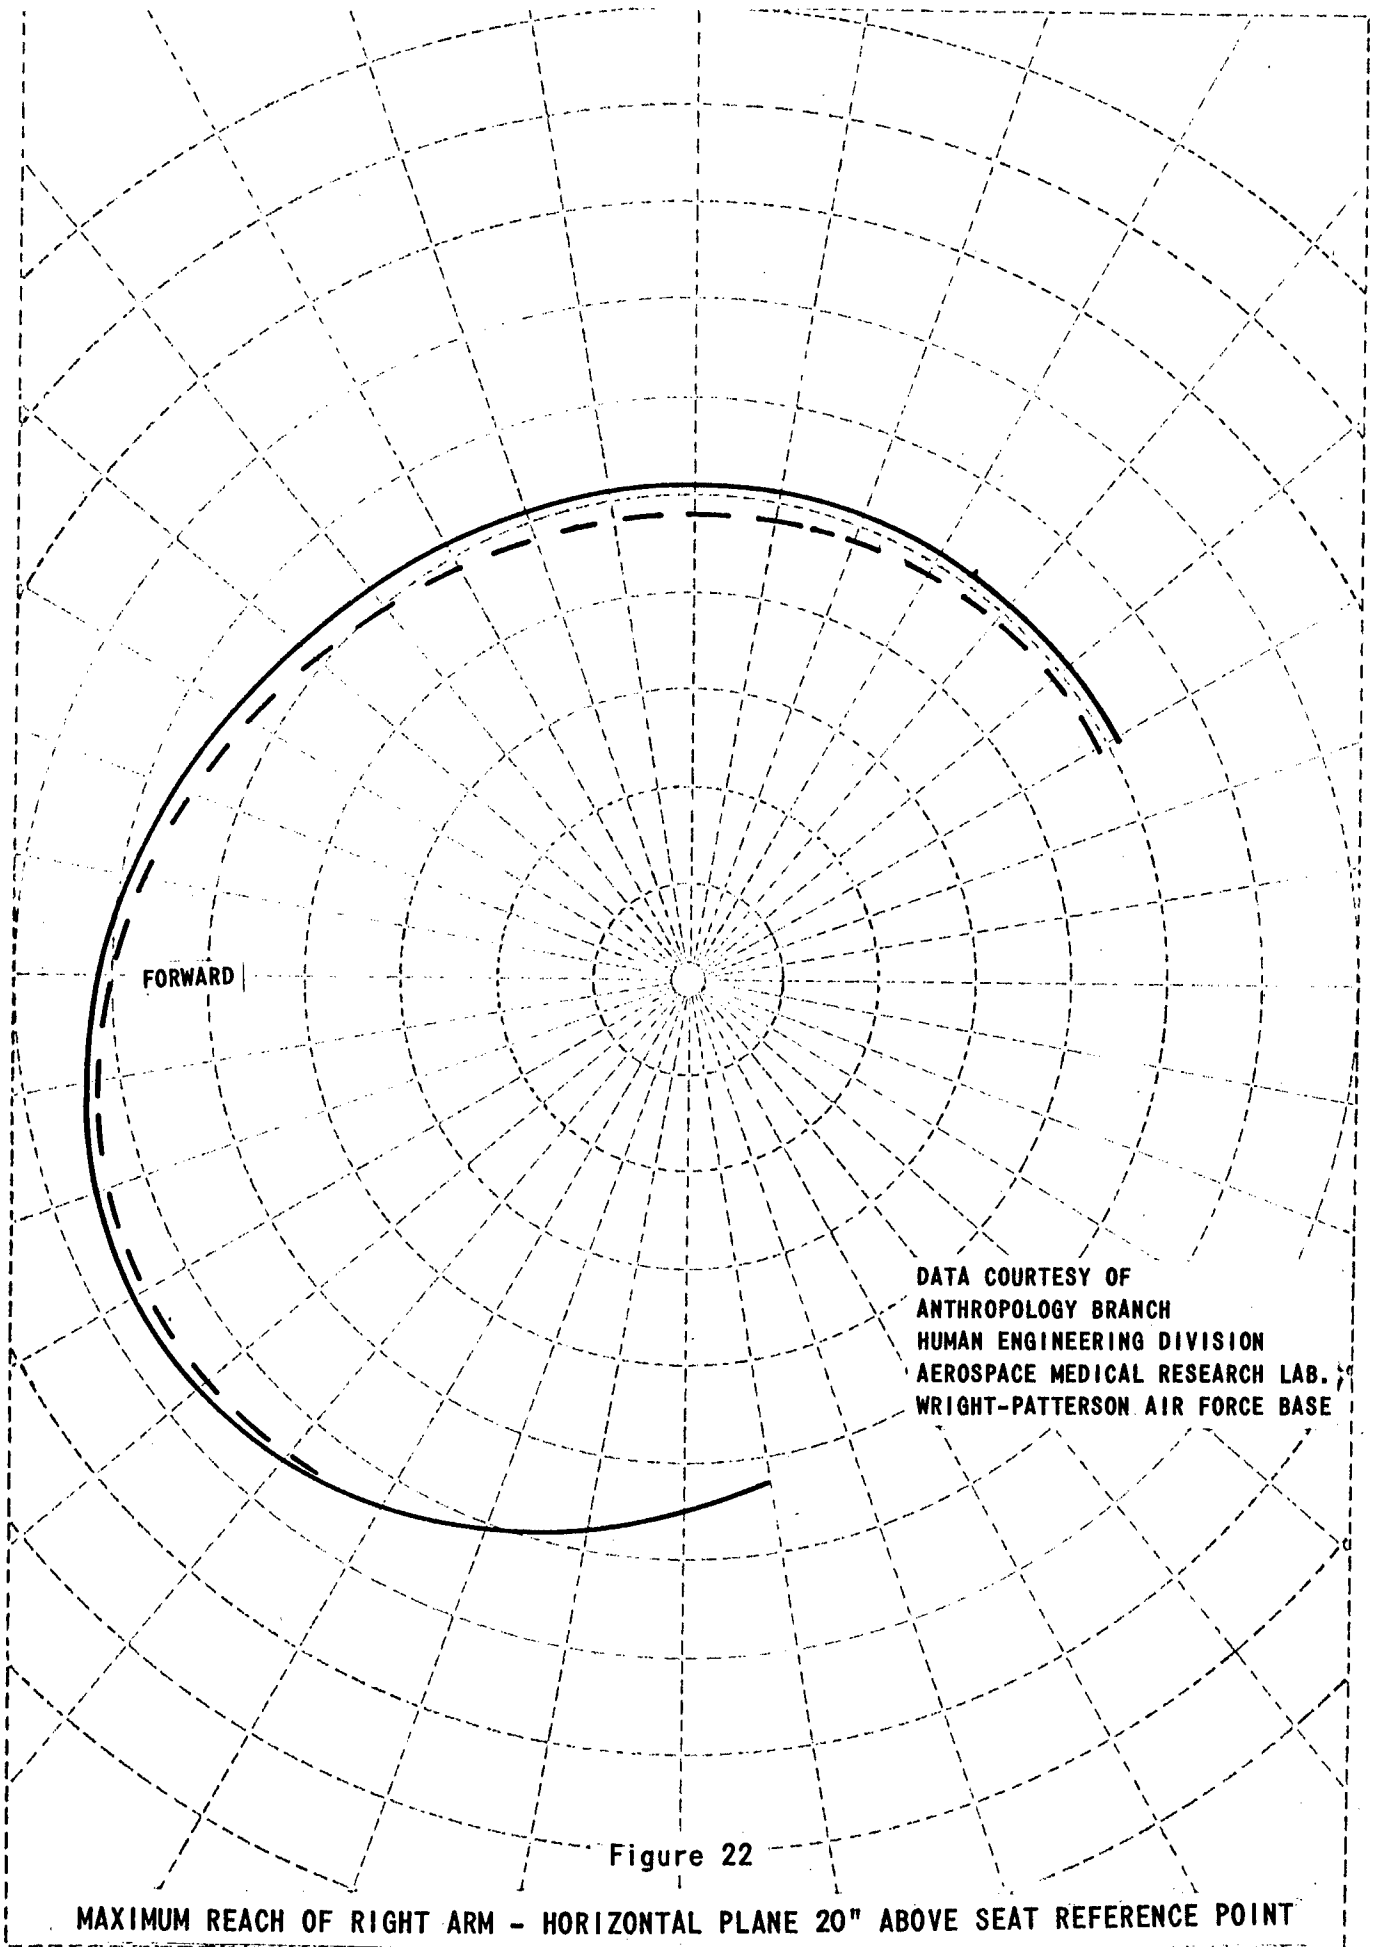 FORWARD
DATA COURTESY OF
ANTHROPOLOGY BRANCH
HUMAN ENGINEERING DIVISION
AEROSPACE MEDICAL RESEARCH LAB.
WRIGHT-PATTERSON AIR FORCE BASE
Figure 22
MAXIMUM REACH OF RIGHT ARM - HORIZONTAL PLANE 20" ABOVE SEAT REFERENCE POINT